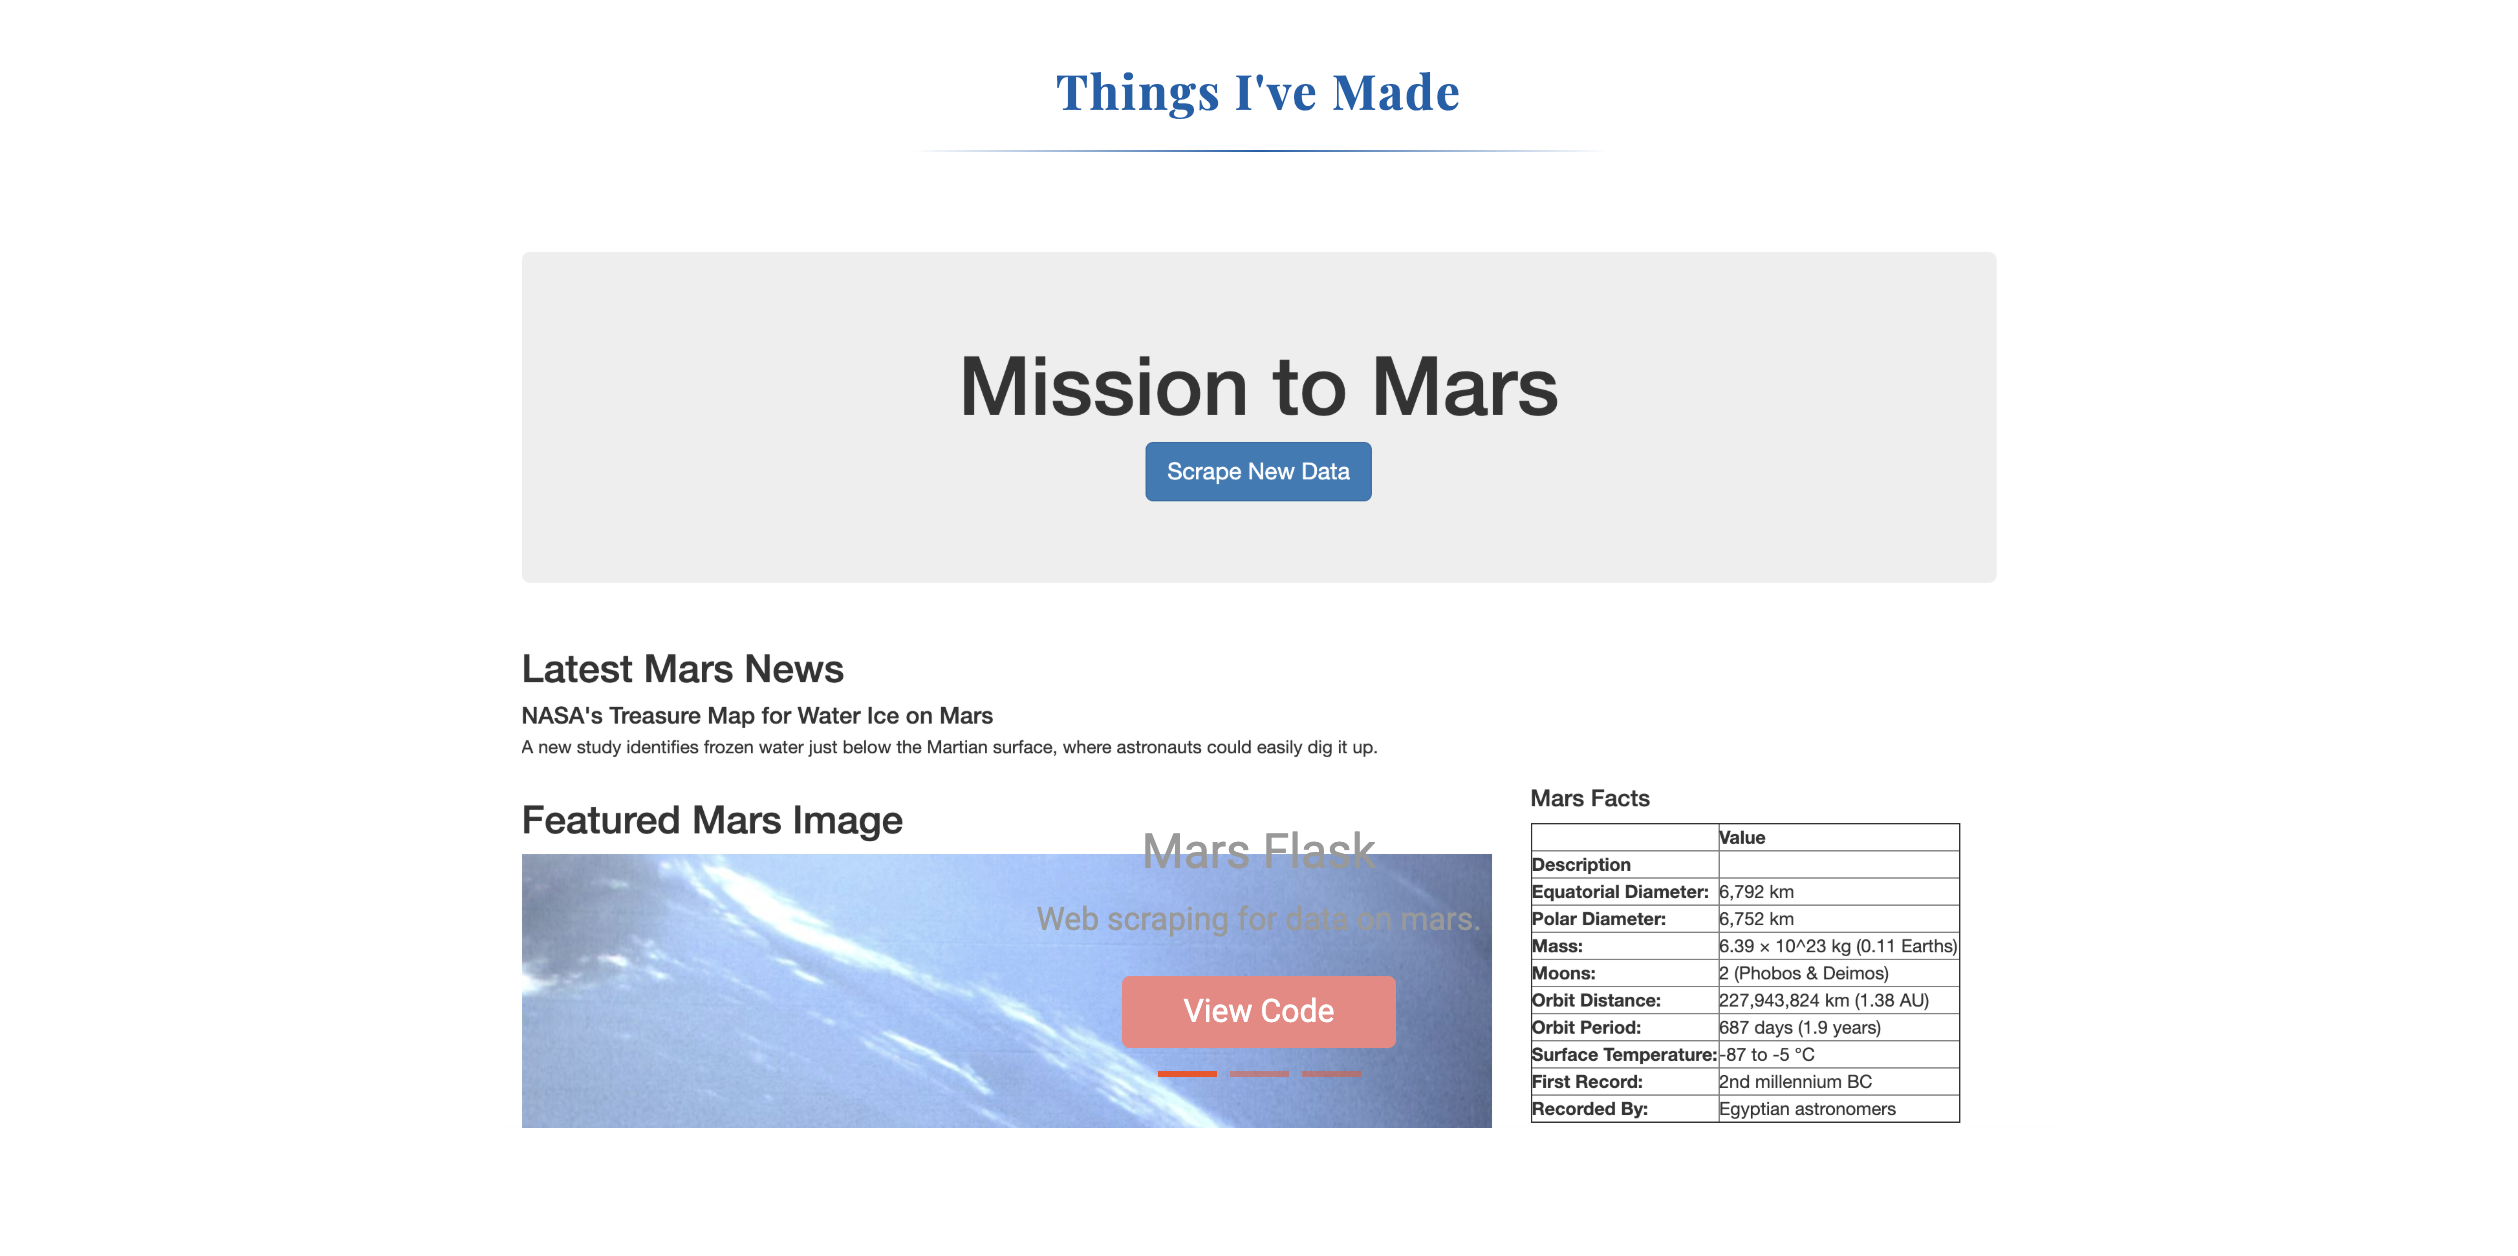 Things I've Made
Mission to Mars
Scrape New Data
Latest Mars News
NASA's Treasure Map for Water Ice on Mars
A new study identifies frozen water just below the Martian surface, where astronauts could easily dig it up.
Featured Mars Image
Mars Flask
Web scraping for data on mars.
View Code
Mars Facts
Value
Description
Equatorial Diameter: 6,792 km
Polar Diameter: 6,752 km
Mass: 6.39 × 10^23 kg (0.11 Earths)
Moons: 2 (Phobos & Deimos)
Orbit Distance: 227,943,824 km (1.38 AU)
Orbit Period: 687 days (1.9 years)
Surface Temperature: -87 to -5 °C
First Record: 2nd millennium BC
Recorded By: Egyptian astronomers